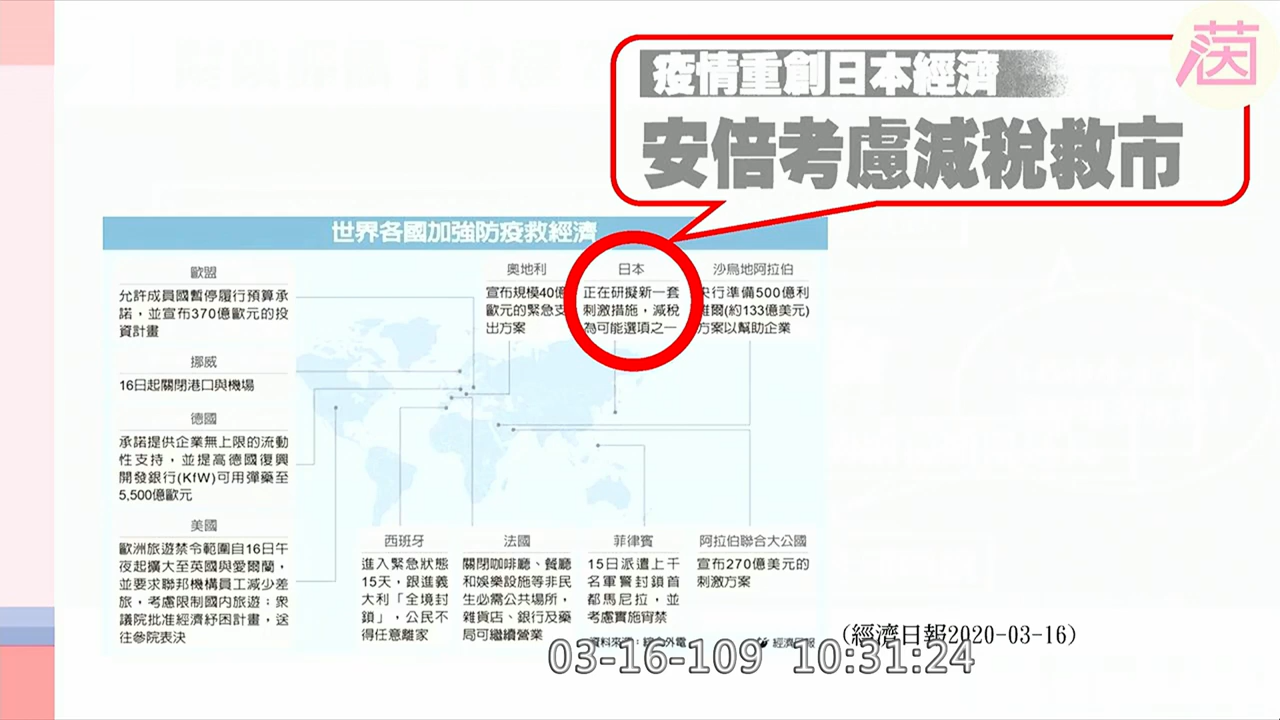 茵
疫情重創日本經濟
安倍考慮減稅救市
世界各國加強防疫救經濟
歐盟
允許成員國暫停履行預算承
諾，並宣布370億歐元的投
資計畫
挪威
16日起關閉港口與機場
德國
承諾提供企業無上限的流動
性支持，並提高德國復興
開發銀行(KfW)可用彈藥至
5,500億歐元
美國
歐洲旅遊禁令範圍自16日午
夜起擴大至英國與愛爾蘭，
並要求聯邦機構員工減少差
旅，考慮限制國內旅遊；眾
議院批准經濟紓困計畫，送
往參院表決
奧地利
宣布規模40億
歐元的緊急支
出方案
日本
正在研擬新一套
刺激措施，減稅
為可能選項之一
沙烏地阿拉伯
央行準備500億利
雅爾(約133億美元)
方案以幫助企業
西班牙
進入緊急狀態
15天，跟進義
大利「全境封
鎖」，公民不
得任意離家
法國
關閉咖啡廳、餐廳
和娛樂設施等非民
生必需公共場所，
雜貨店、銀行及藥
局可繼續營業
菲律賓
15日派遣上千
名軍警封鎖首
都馬尼拉，並
考慮實施宵禁
阿拉伯聯合大公國
宣布270億美元的
刺激方案
資料來源：綜合外電
經濟日報
(經濟日報2020-03-16)
03-16-109 10:31:24